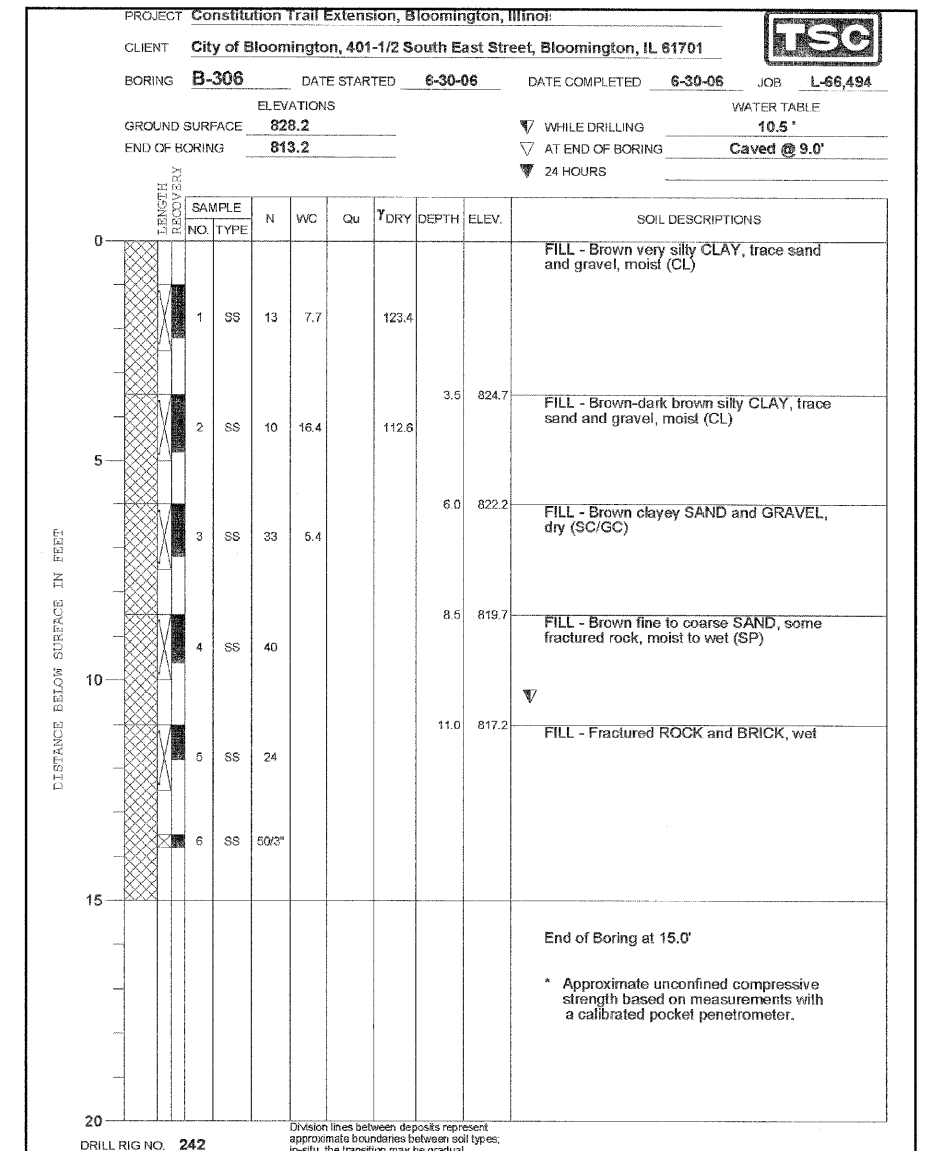 PROJECT Constitution Trail Extension, Bloomington, Illinoi
TSC
CLIENT City of Bloomington, 401-1/2 South East Street, Bloomington, IL 61701
BORING B-306 DATE STARTED 6-30-06 DATE COMPLETED 6-30-06 JOB L-66,494
ELEVATIONS WATER TABLE
GROUND SURFACE 828.2 WHILE DRILLING 10.5 '
END OF BORING 813.2 AT END OF BORING Caved @ 9.0'
24 HOURS
LENGTH
RECOVERY
SAMPLE
NO. TYPE N WC Qu γDRY DEPTH ELEV. SOIL DESCRIPTIONS
0
FILL - Brown very silty CLAY, trace sand
and gravel, moist (CL)
1 SS 13 7.7 123.4
3.5 824.7
FILL - Brown-dark brown silty CLAY, trace
sand and gravel, moist (CL)
2 SS 10 16.4 112.6
5
6.0 822.2
FILL - Brown clayey SAND and GRAVEL,
dry (SC/GC)
3 SS 33 5.4
8.5 819.7
FILL - Brown fine to coarse SAND, some
fractured rock, moist to wet (SP)
4 SS 40
10
11.0 817.2
FILL - Fractured ROCK and BRICK, wet
5 SS 24
6 SS 50/3"
15
DISTANCE BELOW SURFACE IN FEET
End of Boring at 15.0'
* Approximate unconfined compressive
strength based on measurements with
a calibrated pocket penetrometer.
20
DRILL RIG NO. 242
Division lines between deposits represent
approximate boundaries between soil types;
in-situ, the transition may be gradual.